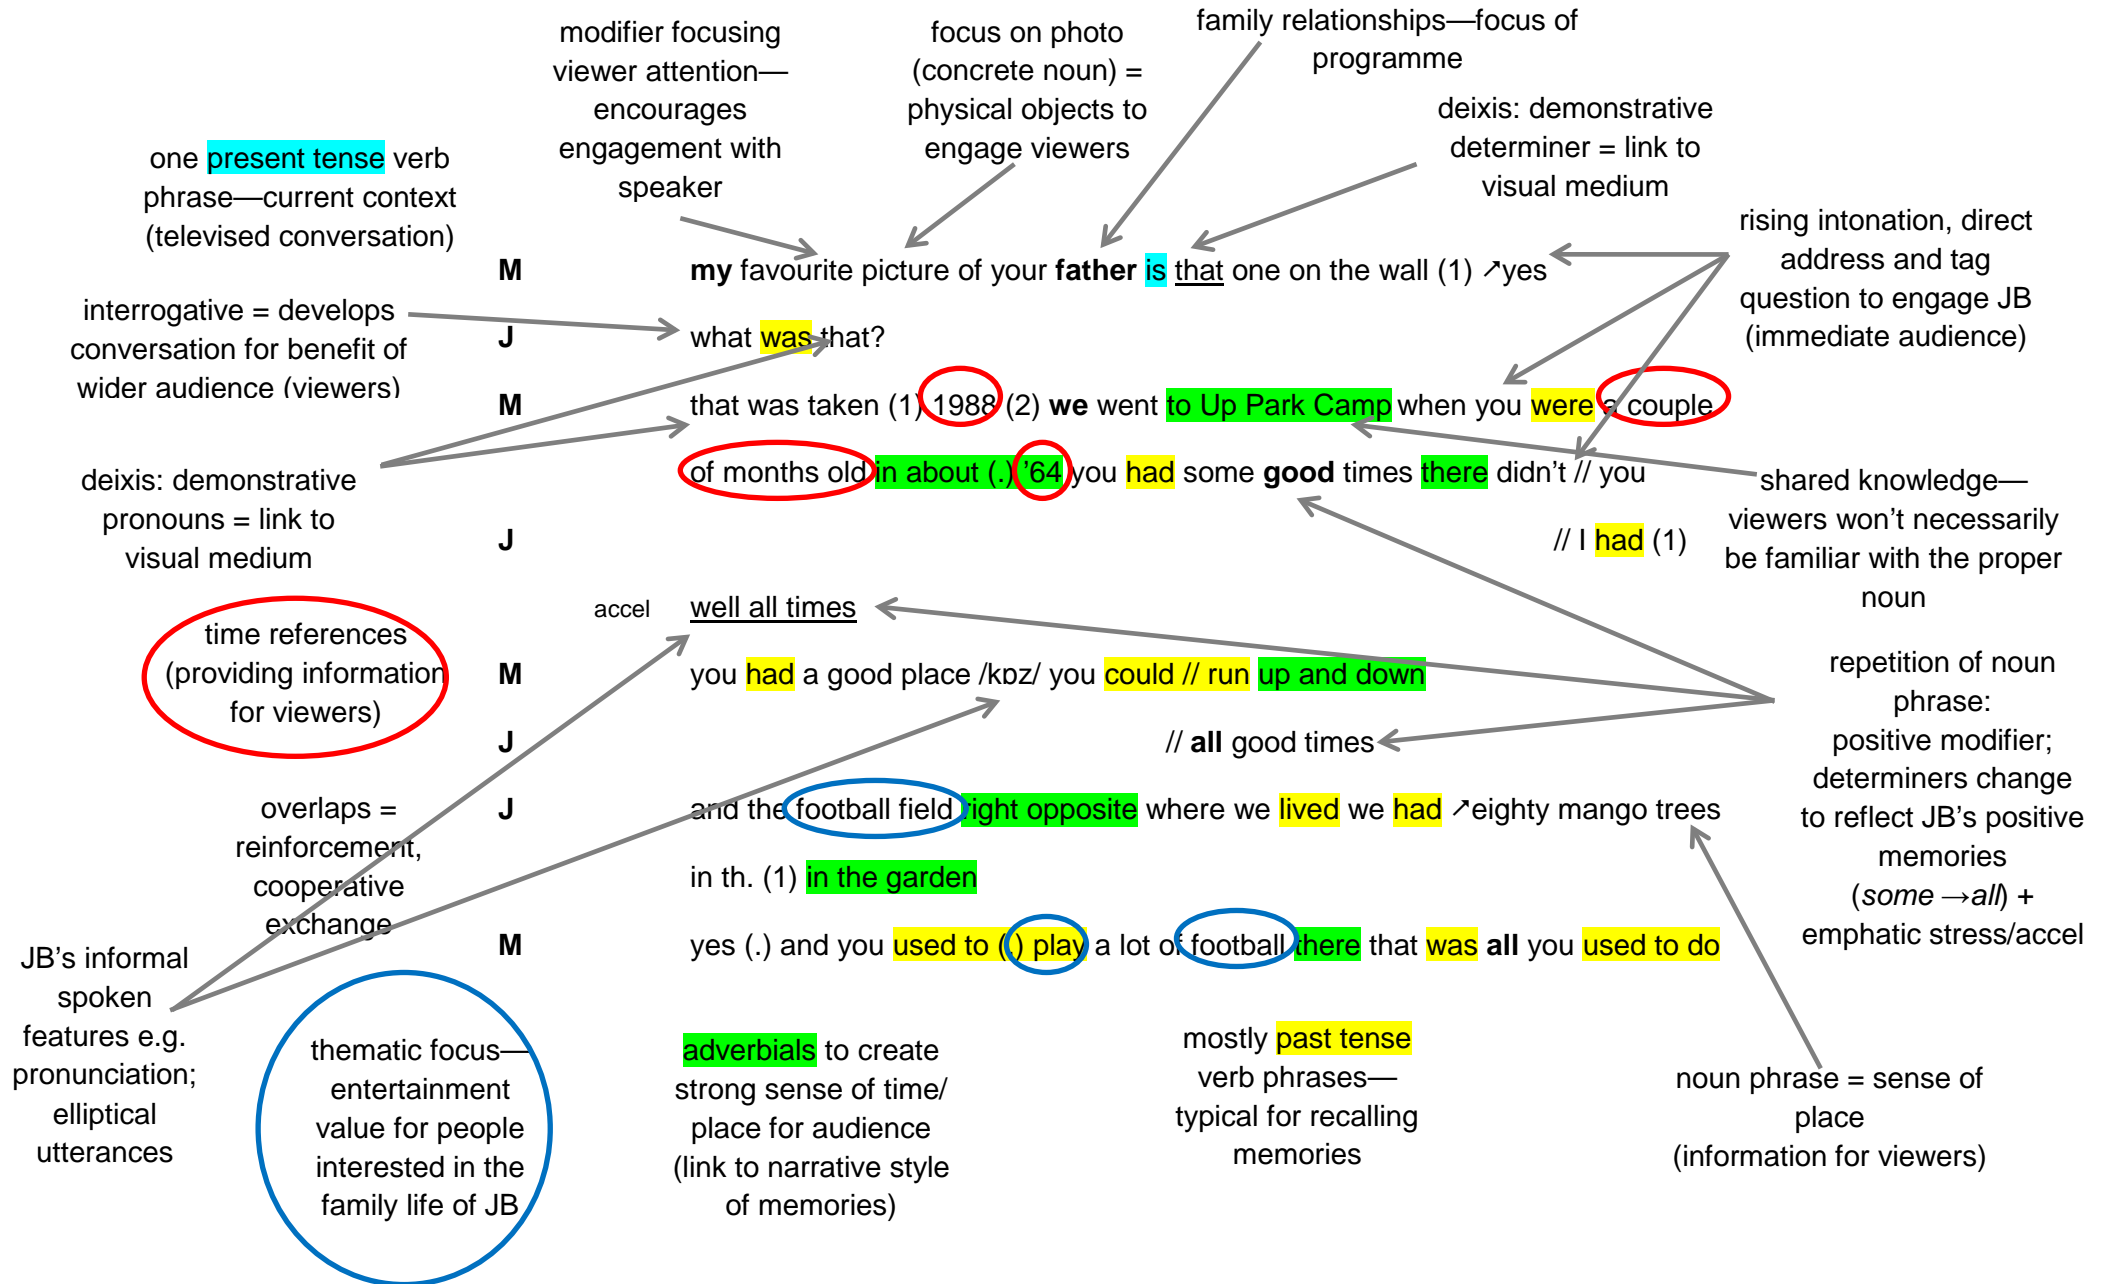 modifier focusing
viewer attention—
encourages
engagement with
speaker
focus on photo
(concrete noun) =
physical objects to
engage viewers
family relationships—focus of
programme
deixis: demonstrative
determiner = link to
visual medium
one present tense verb
phrase—current context
(televised conversation)
rising intonation, direct
address and tag
question to engage JB
(immediate audience)
interrogative = develops
conversation for benefit of
wider audience (viewers)
deixis: demonstrative
pronouns = link to
visual medium
M my favourite picture of your father is that one on the wall (1) ↗yes
J what was that?
M that was taken (1) 1988 (2) we went to Up Park Camp when you were a couple
of months old in about (.) ’64 you had some good times there didn’t // you
J // I had (1)
accel well all times
M you had a good place /kɒz/ you could // run up and down
J // all good times
J and the football field right opposite where we lived we had ↗eighty mango trees
in th. (1) in the garden
M yes (.) and you used to (.) play a lot of football there that was all you used to do
shared knowledge—
viewers won’t necessarily
be familiar with the proper
noun
time references
(providing information
for viewers)
repetition of noun
phrase:
positive modifier;
determiners change
to reflect JB’s positive
memories
(some →all) +
emphatic stress/accel
overlaps =
reinforcement,
cooperative
exchange
JB’s informal
spoken
features e.g.
pronunciation;
elliptical
utterances
thematic focus—
entertainment
value for people
interested in the
family life of JB
adverbials to create
strong sense of time/
place for audience
(link to narrative style
of memories)
mostly past tense
verb phrases—
typical for recalling
memories
noun phrase = sense of
place
(information for viewers)